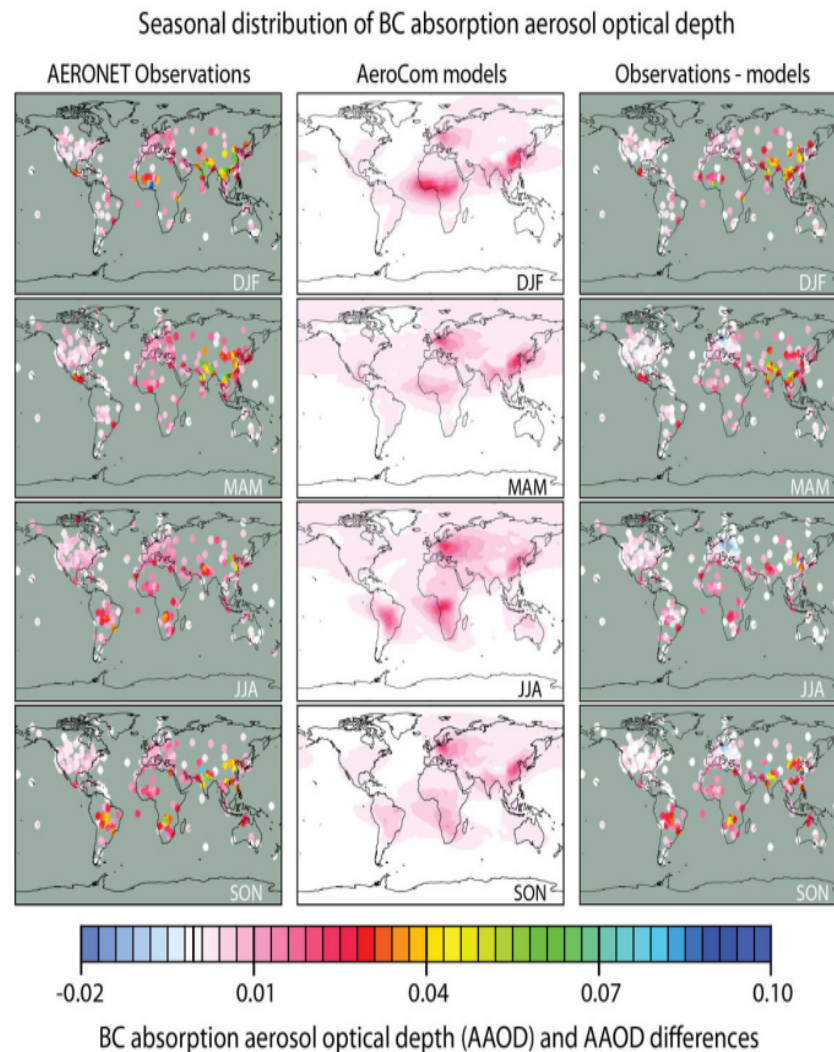 Seasonal distribution of BC absorption aerosol optical depth
AERONET Observations
AeroCom models
Observations - models
DJF
DJF
DJF
MAM
MAM
MAM
JJA
JJA
JJA
SON
SON
SON
-0.02 0.01 0.04 0.07 0.10
BC absorption aerosol optical depth (AAOD) and AAOD differences